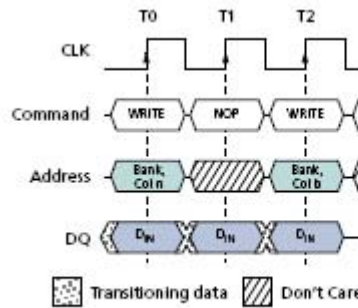 T0 T1 T2
CLK
Command WRITE NOP WRITE
Address Bank, Col n Bank, Col b
DQ DIN DIN DIN
Transitioning data Don't Care